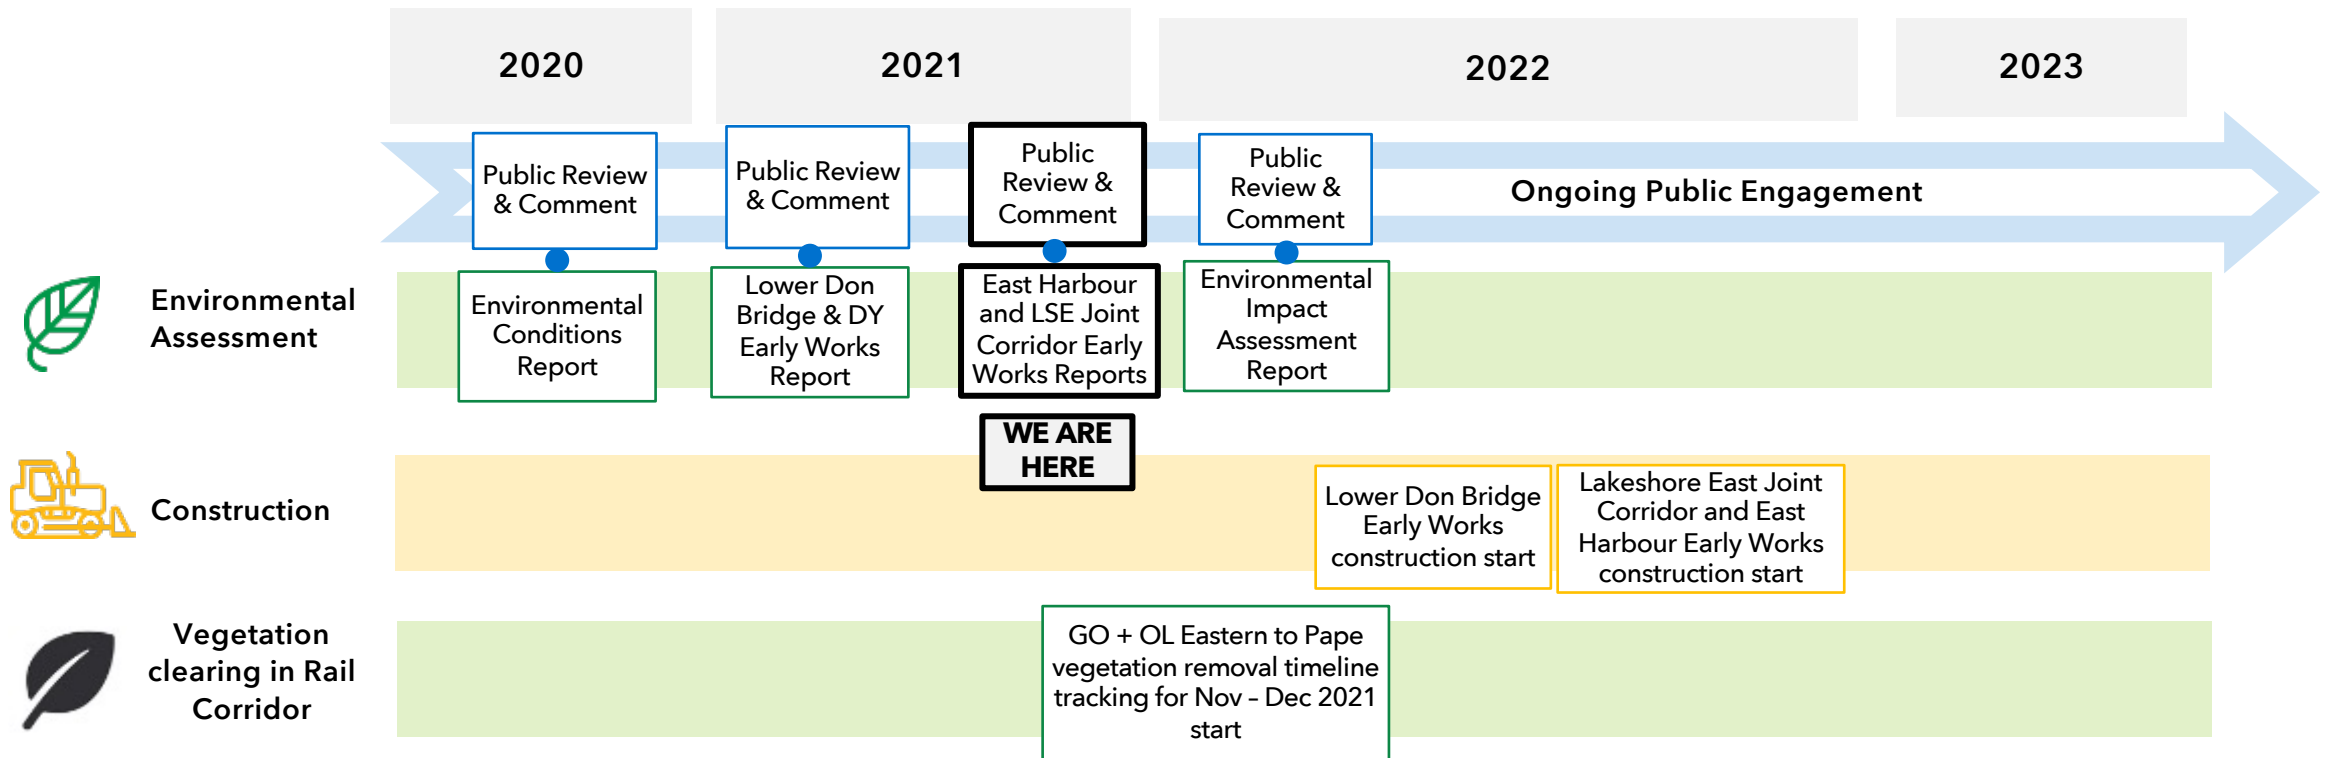 2020
2021
2022
2023
Public Review
& Comment
Public Review
& Comment
Public
Review &
Comment
Public
Review &
Comment
Ongoing Public Engagement
Environmental
Assessment
Environmental
Conditions
Report
Lower Don
Bridge & DY
Early Works
Report
East Harbour
and LSE Joint
Corridor Early
Works Reports
Environmental
Impact
Assessment
Report
WE ARE
HERE
Construction
Lower Don Bridge
Early Works
construction start
Lakeshore East Joint
Corridor and East
Harbour Early Works
construction start
Vegetation
clearing in Rail
Corridor
GO + OL Eastern to Pape
vegetation removal timeline
tracking for Nov – Dec 2021
start